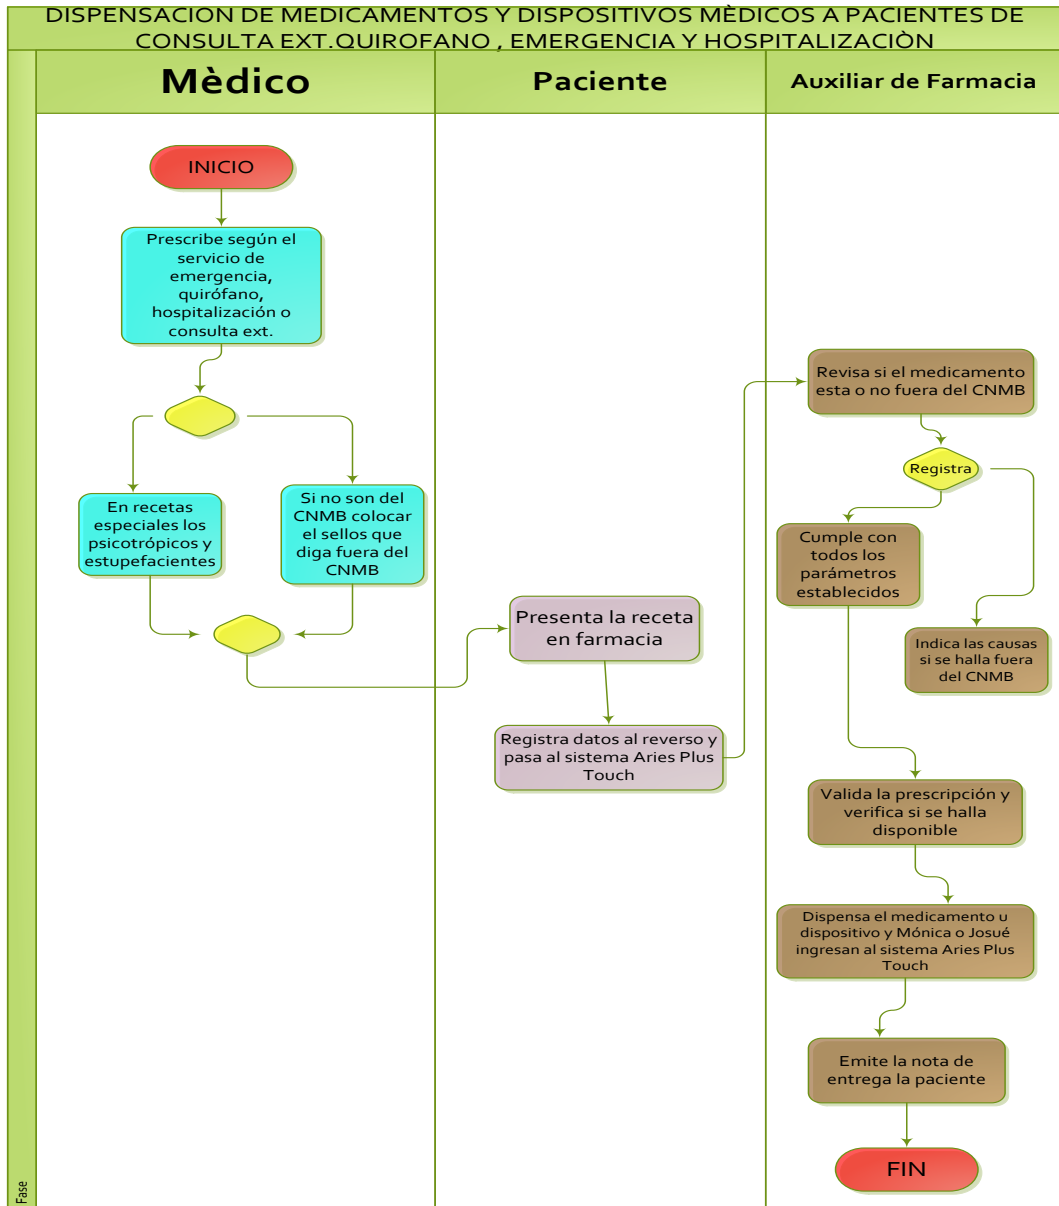 DISPENSACION DE MEDICAMENTOS Y DISPOSITIVOS MÈDICOS A PACIENTES DE
CONSULTA EXT.QUIROFANO , EMERGENCIA Y HOSPITALIZACIÒN
Mèdico
Paciente
Auxiliar de Farmacia
INICIO
Prescribe según el
servicio de
emergencia,
quirófano,
hospitalización o
consulta ext.
En recetas
especiales los
psicotrópicos y
estupefacientes
Si no son del
CNMB colocar
el sellos que
diga fuera del
CNMB
Presenta la receta
en farmacia
Registra datos al reverso y
pasa al sistema Aries Plus
Touch
Revisa si el medicamento
esta o no fuera del CNMB
Registra
Cumple con
todos los
parámetros
establecidos
Indica las causas
si se halla fuera
del CNMB
Valida la prescripción y
verifica si se halla
disponible
Dispensa el medicamento u
dispositivo y Mónica o Josué
ingresan al sistema Aries Plus
Touch
Emite la nota de
entrega la paciente
FIN
Fase